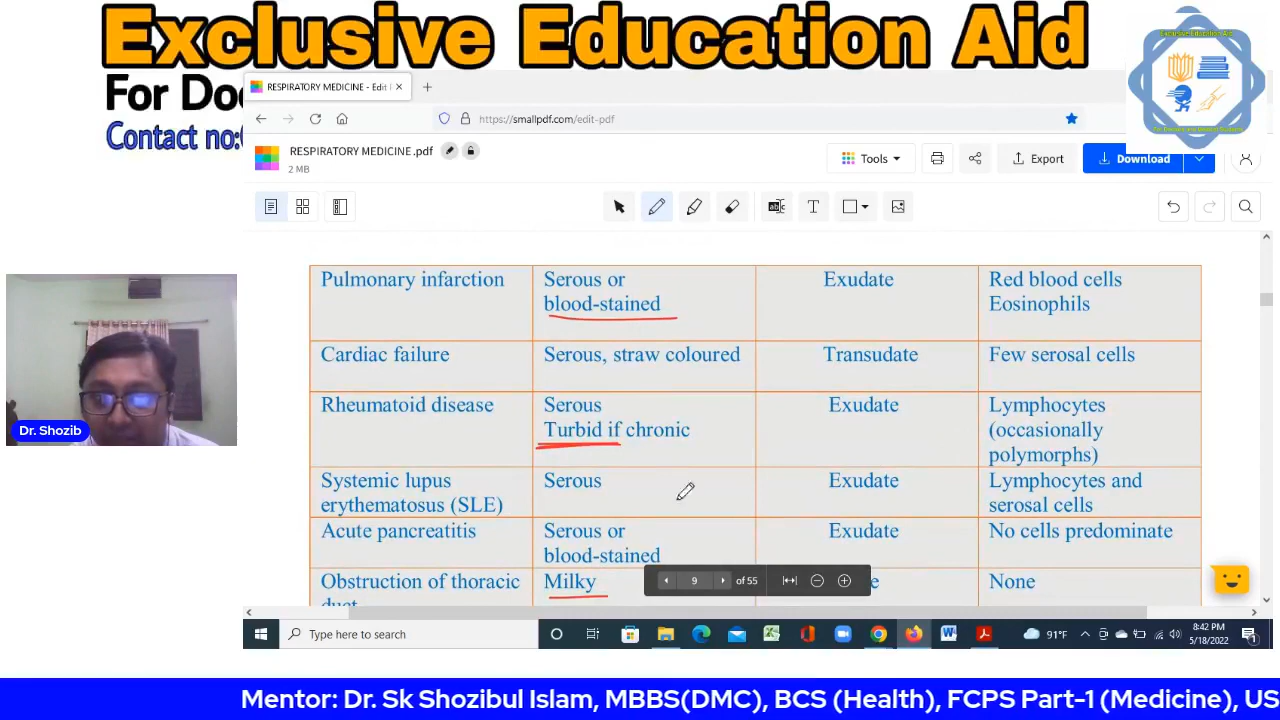 Exclusive Education Aid
For Do
Contact no:
RESPIRATORY MEDICINE - Edit
https://smallpdf.com/edit-pdf
RESPIRATORY MEDICINE .pdf
2 MB
Tools
Export
Download
Pulmonary infarction
Serous or
blood-stained
Exudate
Red blood cells
Eosinophils
Cardiac failure
Serous, straw coloured
Transudate
Few serosal cells
Rheumatoid disease
Serous
Turbid if chronic
Exudate
Lymphocytes
(occasionally
polymorphs)
Systemic lupus
erythematosus (SLE)
Serous
Exudate
Lymphocytes and
serosal cells
Acute pancreatitis
Serous or
blood-stained
Exudate
No cells predominate
Obstruction of thoracic
duct
Milky
None
9 of 55
Dr. Shozib
Type here to search
91°F
8:42 PM
5/18/2022
Mentor: Dr. Sk Shozibul Islam, MBBS(DMC), BCS (Health), FCPS Part-1 (Medicine), US